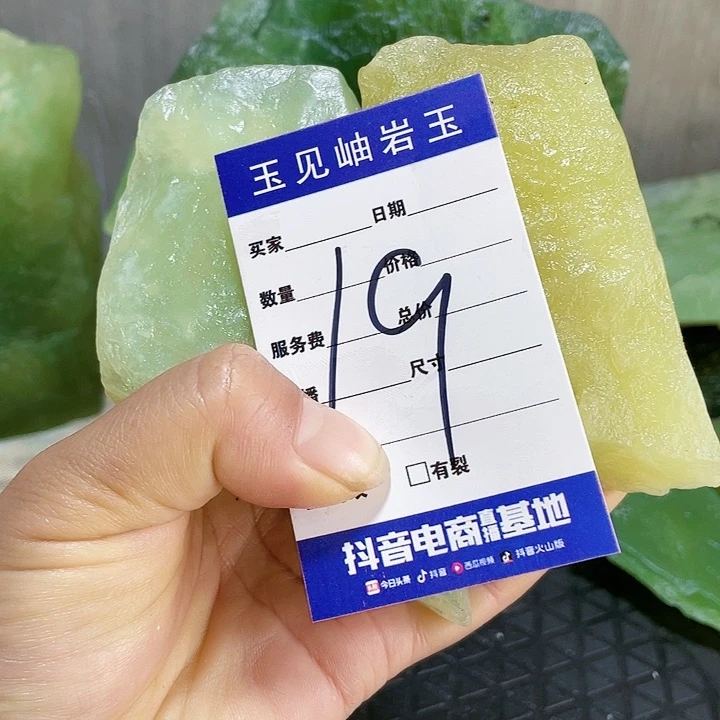 玉见岫岩玉
买家 日期
数量 价格
服务费 总价
播 尺寸
19
有裂
抖音电商直播基地
今日头条 抖音 西瓜视频 抖音火山版